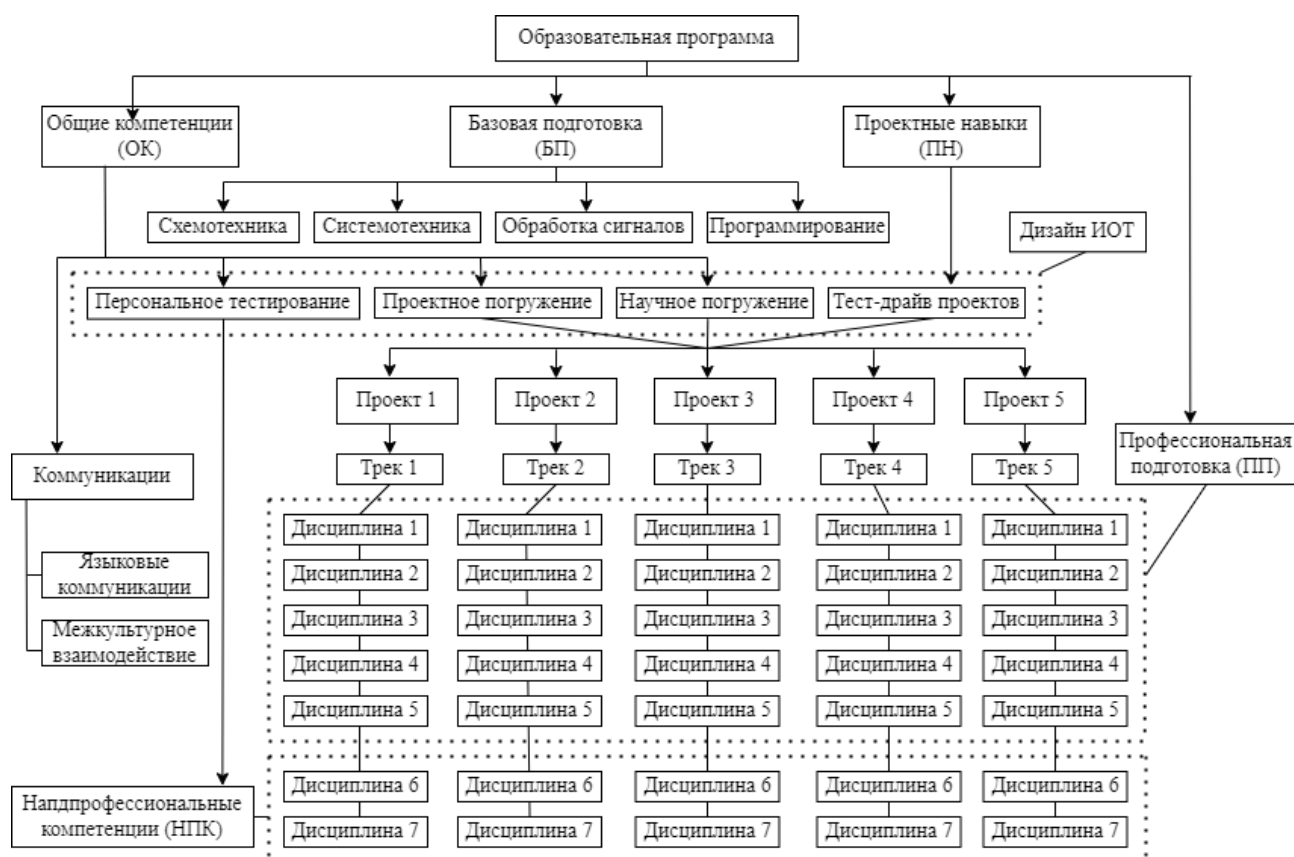 Образовательная программа
Общие компетенции
(ОК)
Базовая подготовка
(БП)
Проектные навыки
(ПН)
Схемотехника
Системотехника
Обработка сигналов
Программирование
Дизайн ИОТ
Персональное тестирование
Проектное погружение
Научное погружение
Тест-драйв проектов
Проект 1
Проект 2
Проект 3
Проект 4
Проект 5
Профессиональная
подготовка (ПП)
Коммуникации
Трек 1
Трек 2
Трек 3
Трек 4
Трек 5
Дисциплина 1
Дисциплина 1
Дисциплина 1
Дисциплина 1
Дисциплина 1
Языковые
коммуникации
Дисциплина 2
Дисциплина 2
Дисциплина 2
Дисциплина 2
Дисциплина 2
Межкультурное
взаимодействие
Дисциплина 3
Дисциплина 3
Дисциплина 3
Дисциплина 3
Дисциплина 3
Дисциплина 4
Дисциплина 4
Дисциплина 4
Дисциплина 4
Дисциплина 4
Дисциплина 5
Дисциплина 5
Дисциплина 5
Дисциплина 5
Дисциплина 5
Напдпрофессиональные
компетенции (НПК)
Дисциплина 6
Дисциплина 6
Дисциплина 6
Дисциплина 6
Дисциплина 6
Дисциплина 7
Дисциплина 7
Дисциплина 7
Дисциплина 7
Дисциплина 7